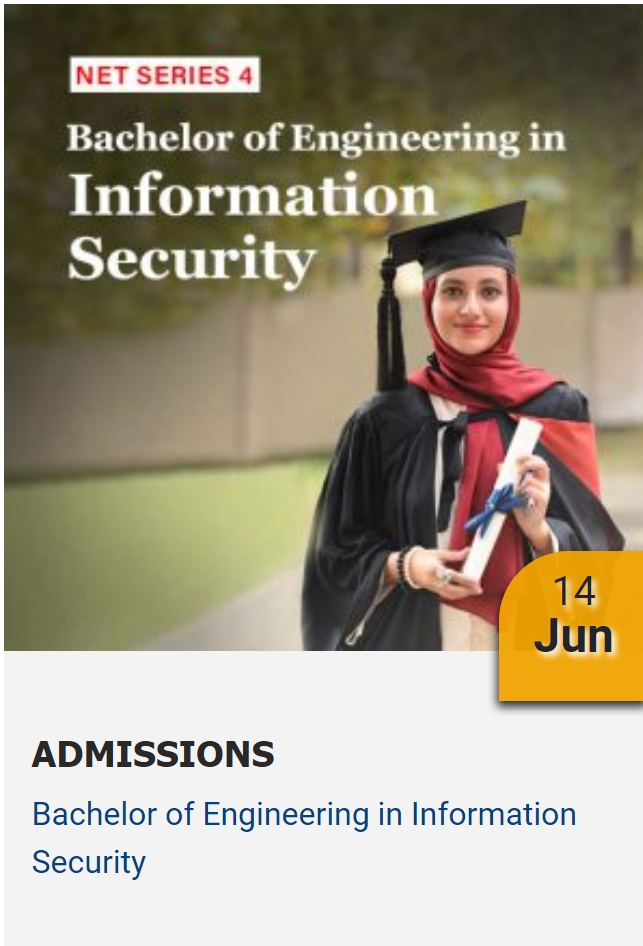 NET SERIES 4
Bachelor of Engineering in
Information
Security
14
Jun
ADMISSIONS
Bachelor of Engineering in Information
Security